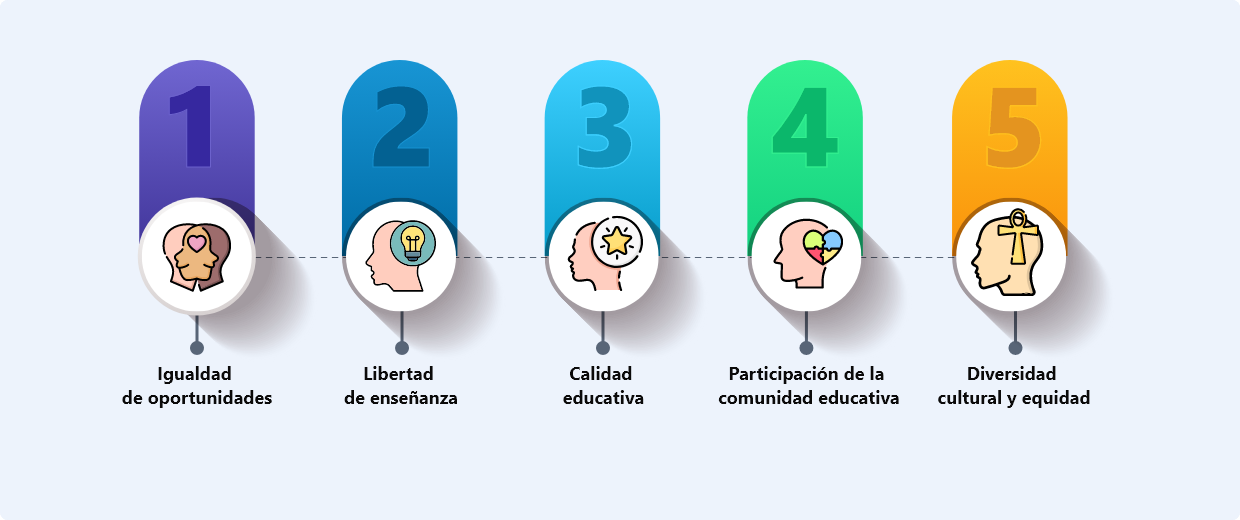 1
2
3
4
5
Igualdad
de oportunidades
Libertad
de enseñanza
Calidad
educativa
Participación de la
comunidad educativa
Diversidad
cultural y equidad